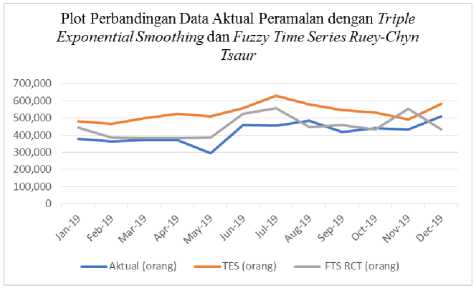 Plot Perbandingan Data Aktual Peramalan dengan Triple
Exponential Smoothing dan Fuzzy Time Series Ruey-Chyn
Tsaur
700,000
600,000
500,000
400,000
300,000
200,000
100,000
0
Jan-19
Feb-19
Mar-19
Apr-19
May-19
Jun-19
Jul-19
Aug-19
Sep-19
Oct-19
Nov-19
Dec-19
Aktual (orang)
TES (orang)
FTS RCT (orang)